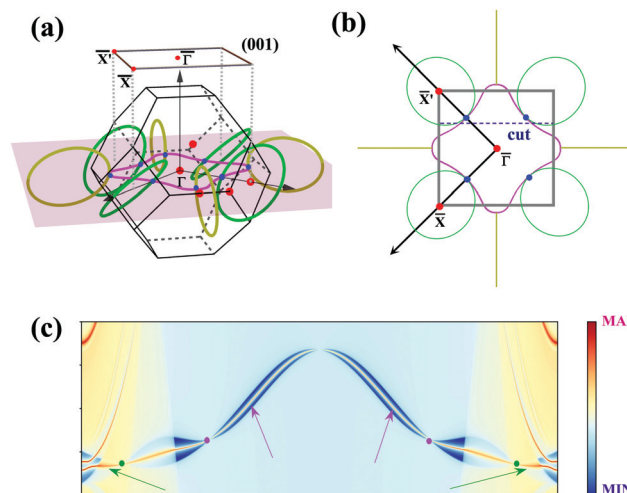 (a)
X̅'
Γ̅
(001)
X̅
Γ
(b)
X̅'
cut
Γ̅
X̅
(c)
MA
MIN